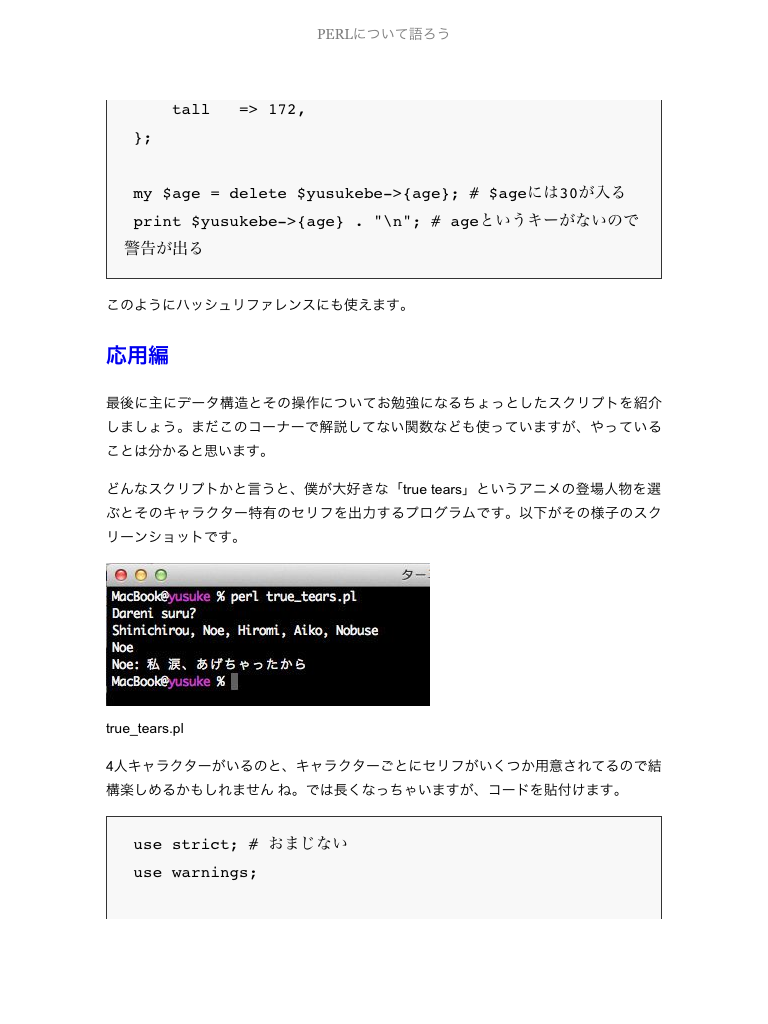 PERLについて語ろう
tall   => 172,
};
my $age = delete $yusukebe->{age}; # $ageには30が入る
print $yusukebe->{age} . "\n"; # ageというキーがないので
警告が出る
このようにハッシュリファレンスにも使えます。
応用編
最後に主にデータ構造とその操作についてお勉強になるちょっとしたスクリプトを紹介
しましょう。まだこのコーナーで解説してない関数なども使っていますが、やっている
ことは分かると思います。
どんなスクリプトかと言うと、僕が大好きな「true tears」というアニメの登場人物を選
ぶとそのキャラクター特有のセリフを出力するプログラムです。以下がその様子のスク
リーンショットです。
ター
MacBook@yusuke % perl true_tears.pl
Dareni suru?
Shinichirou, Noe, Hiromi, Aiko, Nobuse
Noe
Noe: 私 涙、あげちゃったから
MacBook@yusuke %
true_tears.pl
4人キャラクターがいるのと、キャラクターごとにセリフがいくつか用意されてるので結
構楽しめるかもしれません ね。では長くなっちゃいますが、コードを貼付けます。
use strict; # おまじない
use warnings;